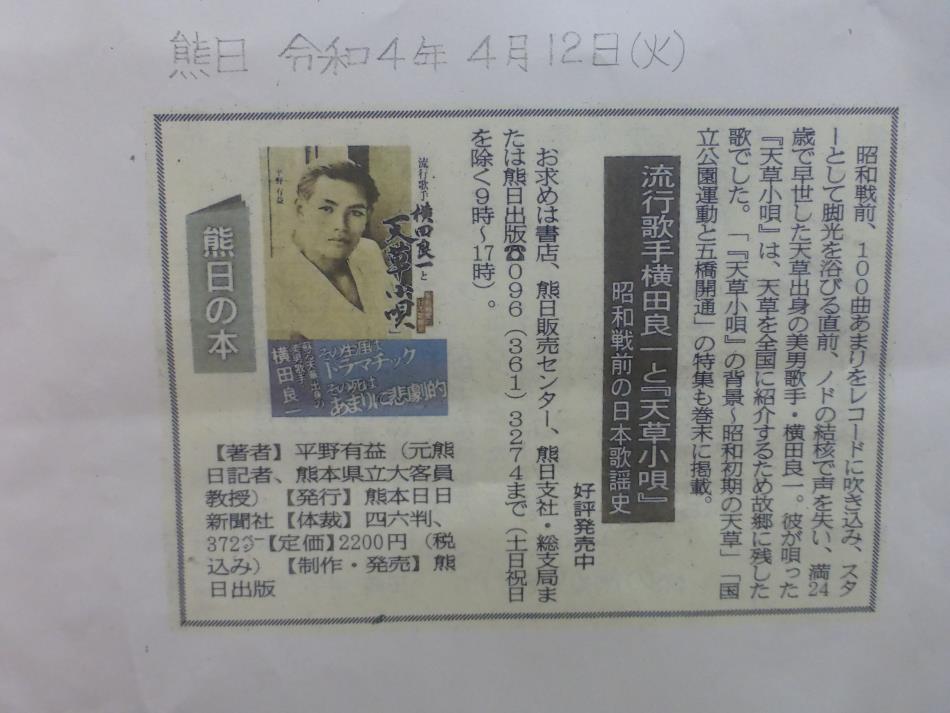 熊日 令和4年 4月12日(火)
昭和戦前、100曲あまりをレコードに吹き込み、スタ
ーとして脚光を浴びる直前、ノドの結核で声を失い、満24
歳で早世した天草出身の美男歌手・横田良一。彼が唄った
『天草小唄』は、天草を全国に紹介するため故郷に残した
歌でした。「『天草小唄』の背景〜昭和初期の天草」「国
立公園運動と五橋開通」の特集も巻末に掲載。
流行歌手横田良一と『天草小唄』
昭和戦前の日本歌謡史
好評発売中
お求めは書店、熊日販売センター、熊日支社・総支局ま
たは熊日出版☎096(361)3274まで(土日祝日
を除く9時〜17時)。
流行歌手 横田良一と
「天草小唄」
平野有益
その生涯は
ドラマチック
その死は
あまりに悲劇的
天草出身の
美男歌手
横田良一
熊日の本
【著者】平野有益(元熊
日記者、熊本県立大客員
教授)【発行】熊本日日
新聞社【体裁】四六判、
372㌻【定価】2200円(税
込み)【制作・発売】熊
日出版